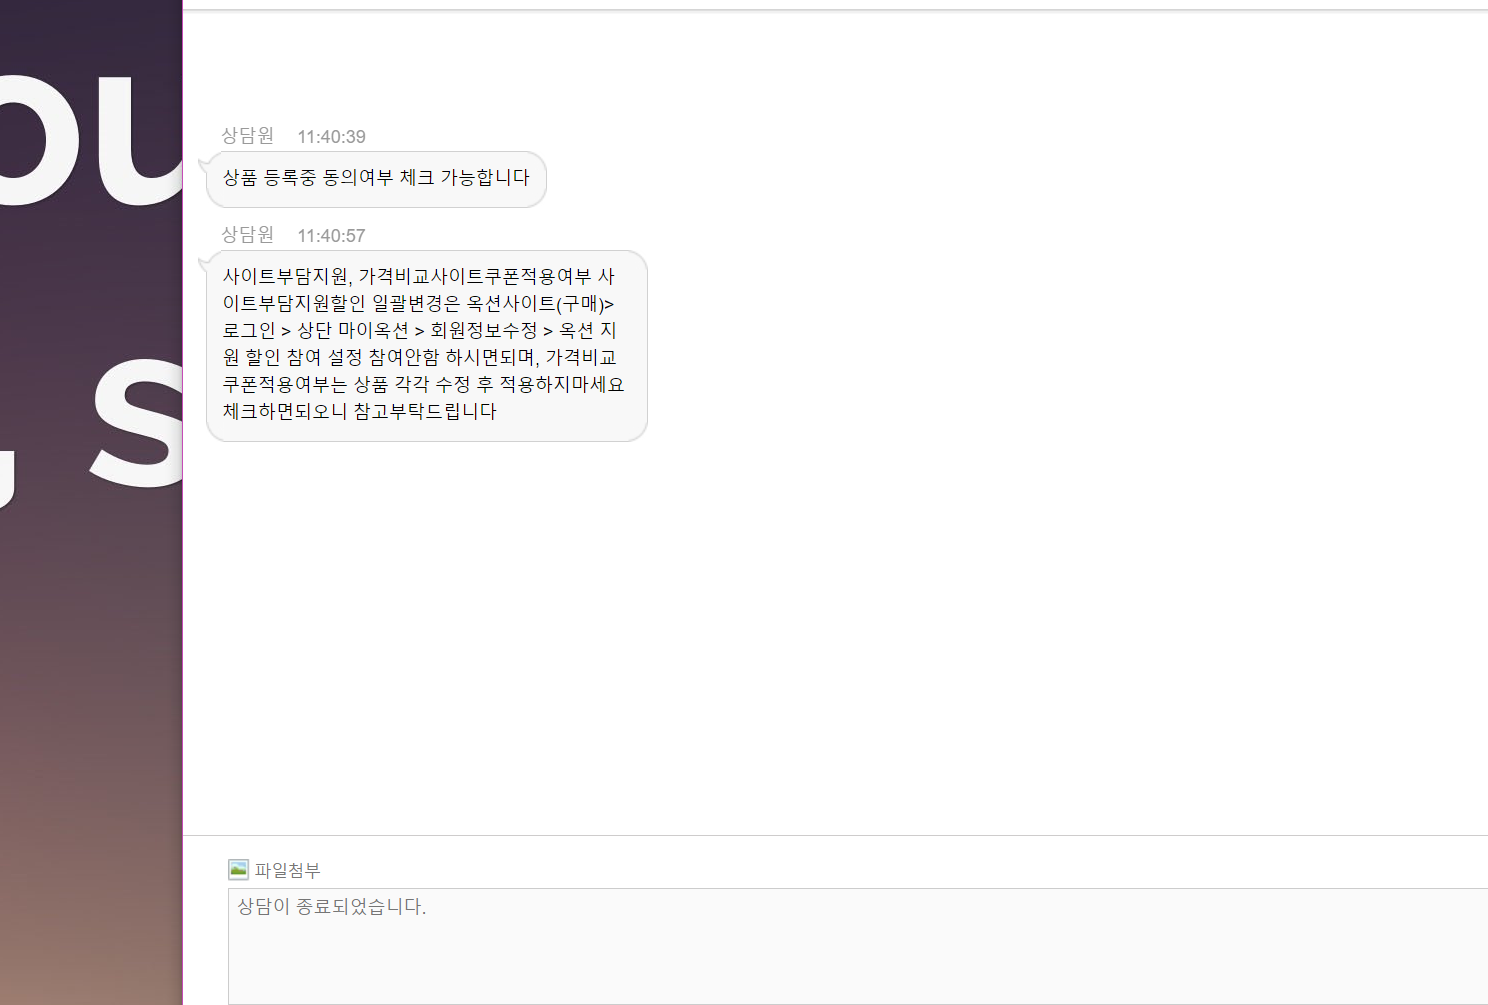 ou
, s
상담원 11:40:39
상품 등록중 동의여부 체크 가능합니다
상담원 11:40:57
사이트부담지원, 가격비교사이트쿠폰적용여부 사
이트부담지원할인 일괄변경은 옥션사이트(구매)>
로그인 > 상단 마이옥션 > 회원정보수정 > 옥션 지
원 할인 참여 설정 참여안함 하시면되며, 가격비교
쿠폰적용여부는 상품 각각 수정 후 적용하지마세요
체크하면되오니 참고부탁드립니다
파일첨부
상담이 종료되었습니다.